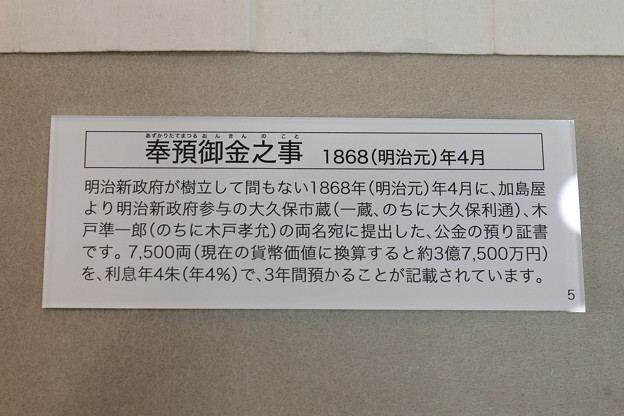 あずかりたてまつるおんきんのこと
奉預御金之事 1868(明治元)年4月
明治新政府が樹立して間もない1868年(明治元)年4月に、加島屋
より明治新政府参与の大久保市蔵(一蔵、のちに大久保利通)、木
戸準一郎(のちに木戸孝允)の両名宛に提出した、公金の預り証書
です。7,500両(現在の貨幣価値に換算すると約3億7,500万円)
を、利息年4朱(年4%)で、3年間預かることが記載されています。
5